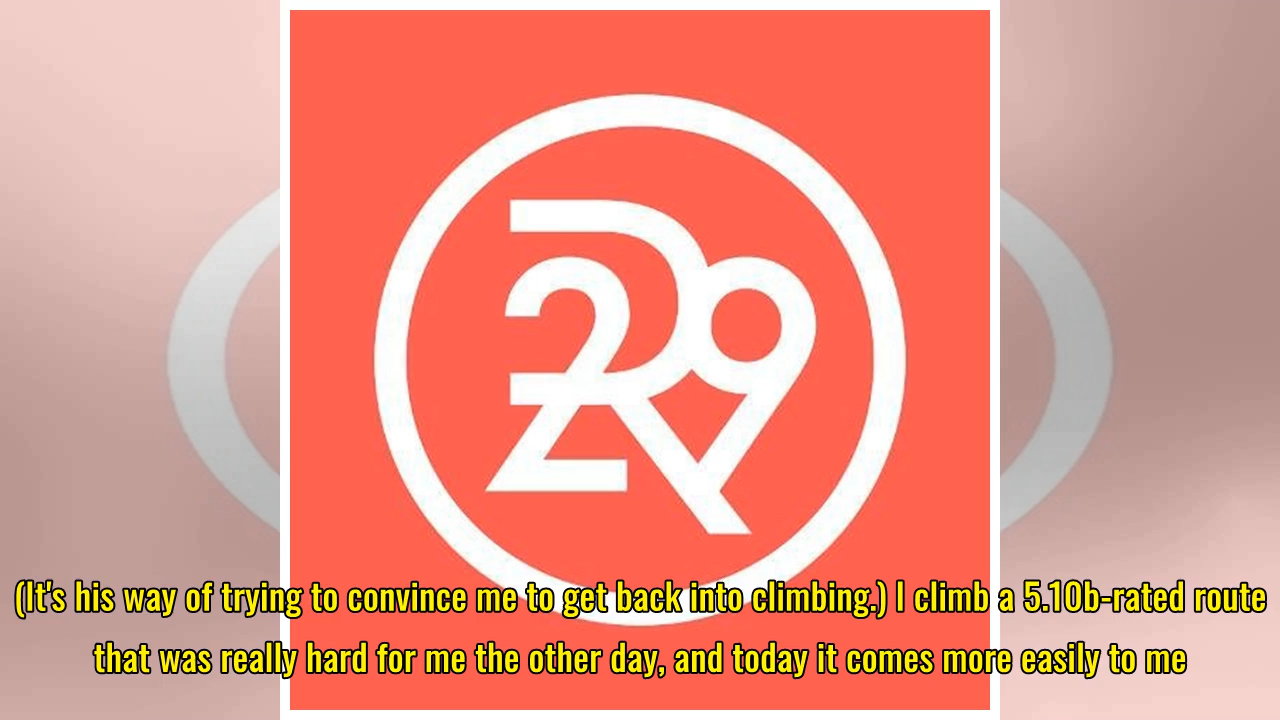 R29
(It's his way of trying to convince me to get back into climbing.) I climb a 5.10b-rated route
that was really hard for me the other day, and today it comes more easily to me